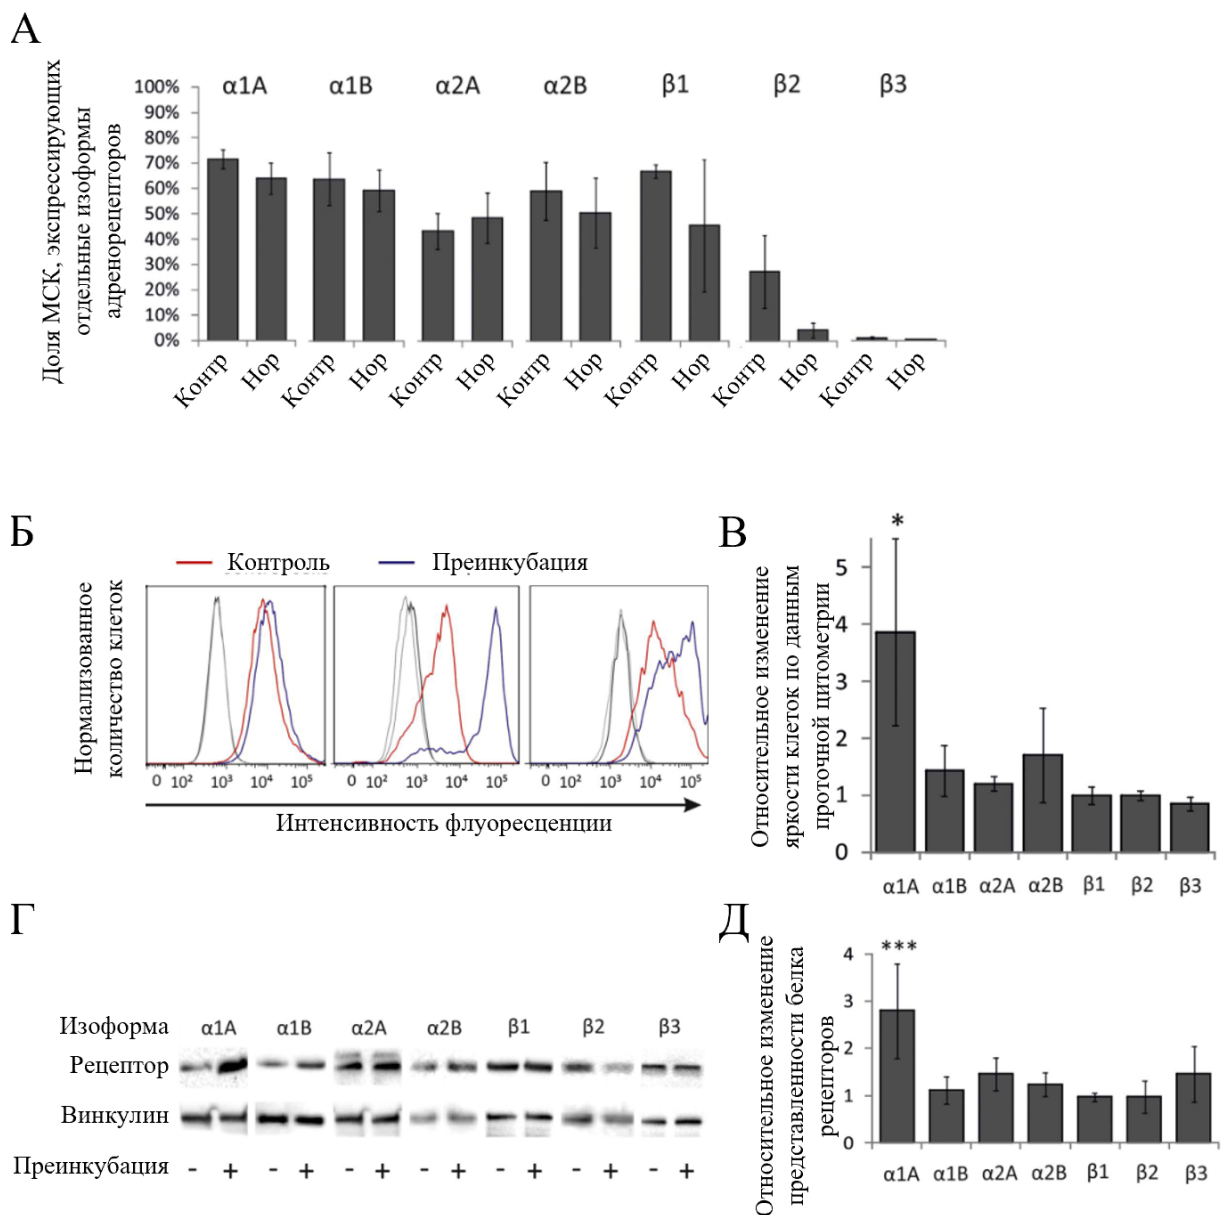 А
Доля МСК, экспрессирующих
отдельные изоформы
адренорецепторов
100%
90%
80%
70%
60%
50%
40%
30%
20%
10%
0%
α1A α1B α2A α2B β1 β2 β3
Контр Нор Контр Нор Контр Нор Контр Нор Контр Нор Контр Нор Контр Нор
Б
Контроль Преинкубация
Нормализованное
количество клеток
0 10² 10³ 10⁴ 10⁵ 0 10² 10³ 10⁴ 10⁵ 0 10² 10³ 10⁴ 10⁵
Интенсивность флуоресценции
В
Относительное изменение
яркости клеток по данным
проточной цитометрии
*
5
4
3
2
1
0
α1A α1B α2A α2B β1 β2 β3
Г
Изоформа α1A α1B α2A α2B β1 β2 β3
Рецептор
Винкулин
Преинкубация - + - + - + - + - + - + - +
Д
Относительное изменение
представленности белка
рецепторов
***
4
3
2
1
0
α1A α1B α2A α2B β1 β2 β3